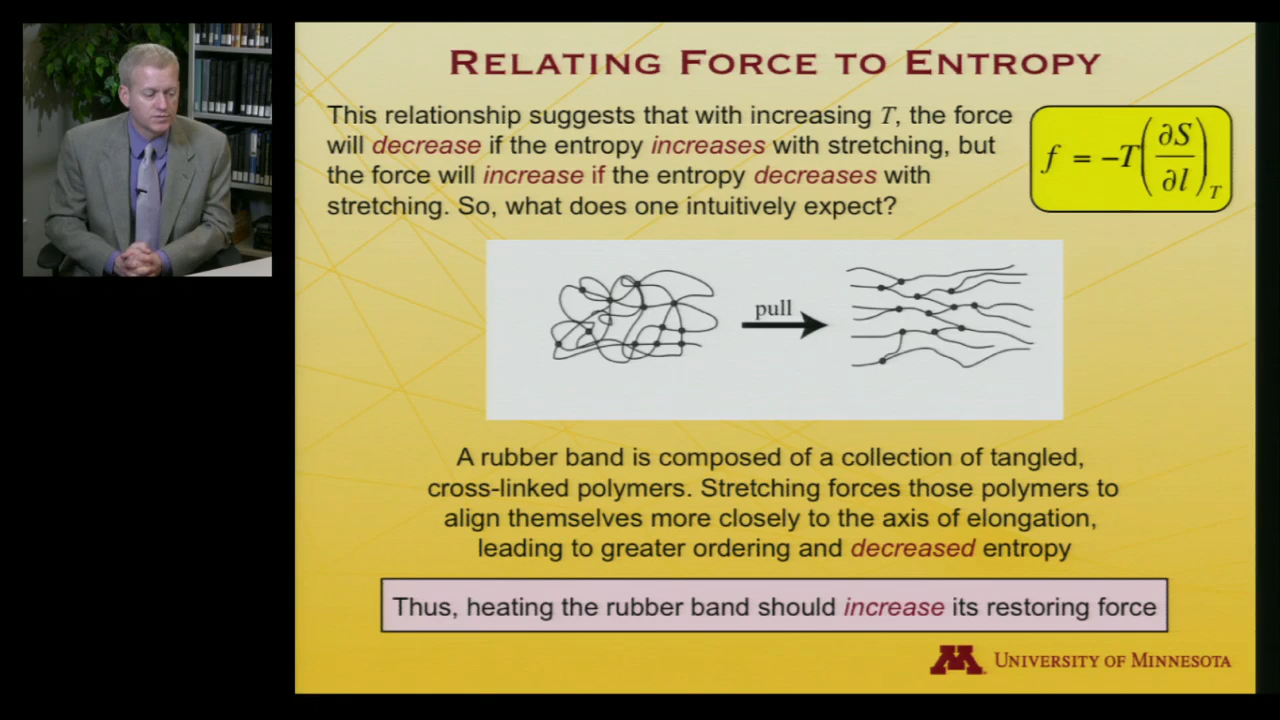 RELATING FORCE TO ENTROPY
This relationship suggests that with increasing T, the force
will decrease if the entropy increases with stretching, but
the force will increase if the entropy decreases with
stretching. So, what does one intuitively expect?
f = −T(∂S/∂l)_T
pull
A rubber band is composed of a collection of tangled,
cross-linked polymers. Stretching forces those polymers to
align themselves more closely to the axis of elongation,
leading to greater ordering and decreased entropy
Thus, heating the rubber band should increase its restoring force
M UNIVERSITY OF MINNESOTA